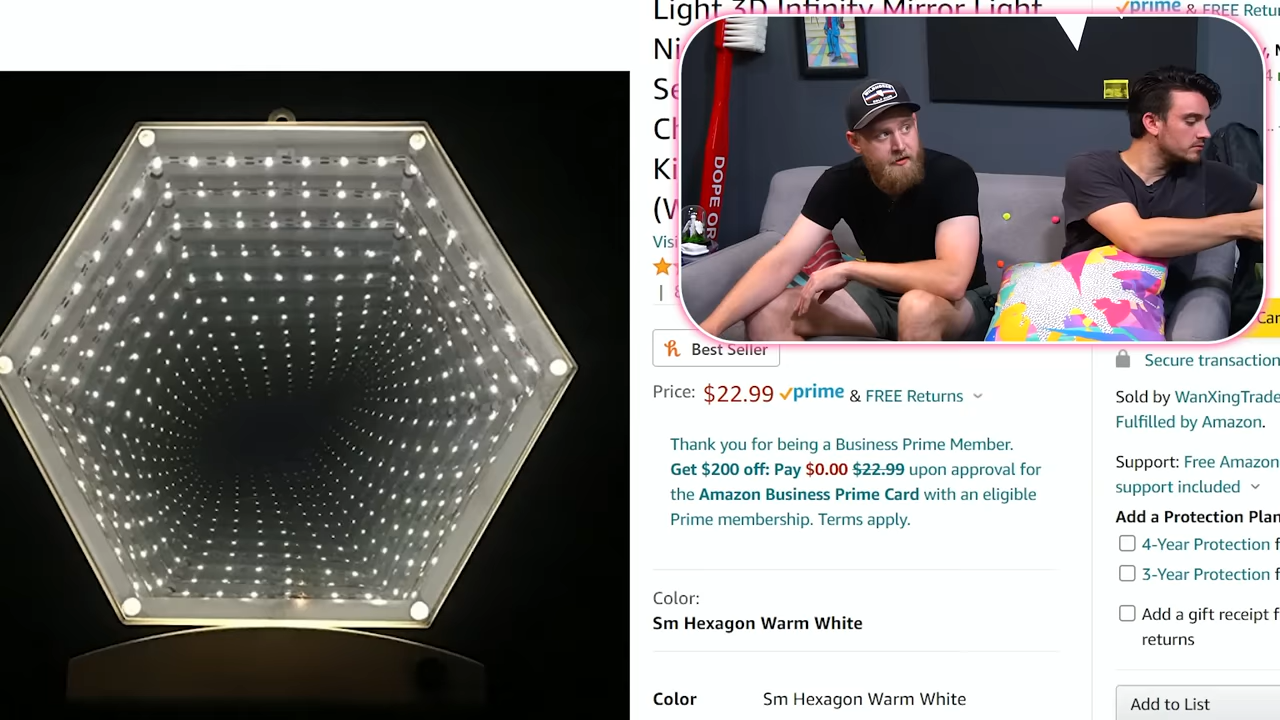 Light 3D Infinity Mirror Light
prime & FREE Retur
Ni
Se
Ch
Ki
(W
Visi
DOPE OR
Best Seller
Price: $22.99 prime & FREE Returns
Thank you for being a Business Prime Member.
Get $200 off: Pay $0.00 $22.99 upon approval for
the Amazon Business Prime Card with an eligible
Prime membership. Terms apply.
Color:
Sm Hexagon Warm White
Color Sm Hexagon Warm White
Car
Secure transaction
Sold by WanXingTrade
Fulfilled by Amazon.
Support: Free Amazon
support included
Add a Protection Plan
4-Year Protection f
3-Year Protection f
Add a gift receipt f
returns
Add to List